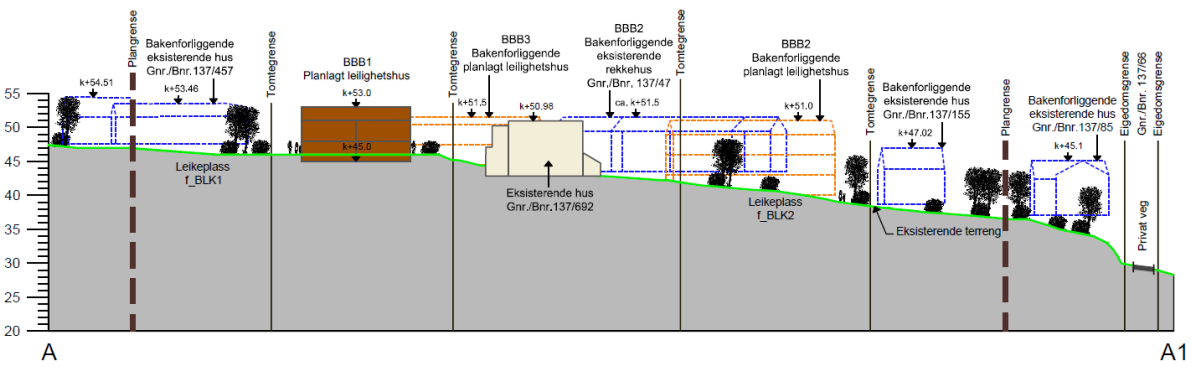 Plangrense
Bakenforliggende
eksisterende hus
Gnr./Bnr.137/457
k+54.51
k+53.46
Tomtegrense
BBB1
Planlagt leilighetshus
k+53.0
k+45.0
Tomtegrense
BBB3
Bakenforliggende
planlagt leilighetshus
k+51,5
k+50.98
BBB2
Bakenforliggende
eksisterende
rekkehus
Gnr./Bnr, 137/47
ca. k+51,5
Tomtegrense
BBB2
Bakenforliggende
planlagt leilighetshus
k+51.0
Tomtegrense
Bakenforliggende
eksisterende hus
Gnr./Bnr.137/155
k+47.02
Plangrense
Bakenforliggende
eksisterende hus
Gnr./Bnr.137/85
k+45.1
Eigedomsgrense
Gnr./Bnr. 137/66
Eigedomsgrense
Privat veg
55
50
45
40
35
30
25
20
Leikeplass
f_BLK1
Eksisterende hus
Gnr./Bnr.137/692
Leikeplass
f_BLK2
Eksisterende terreng
A
A1